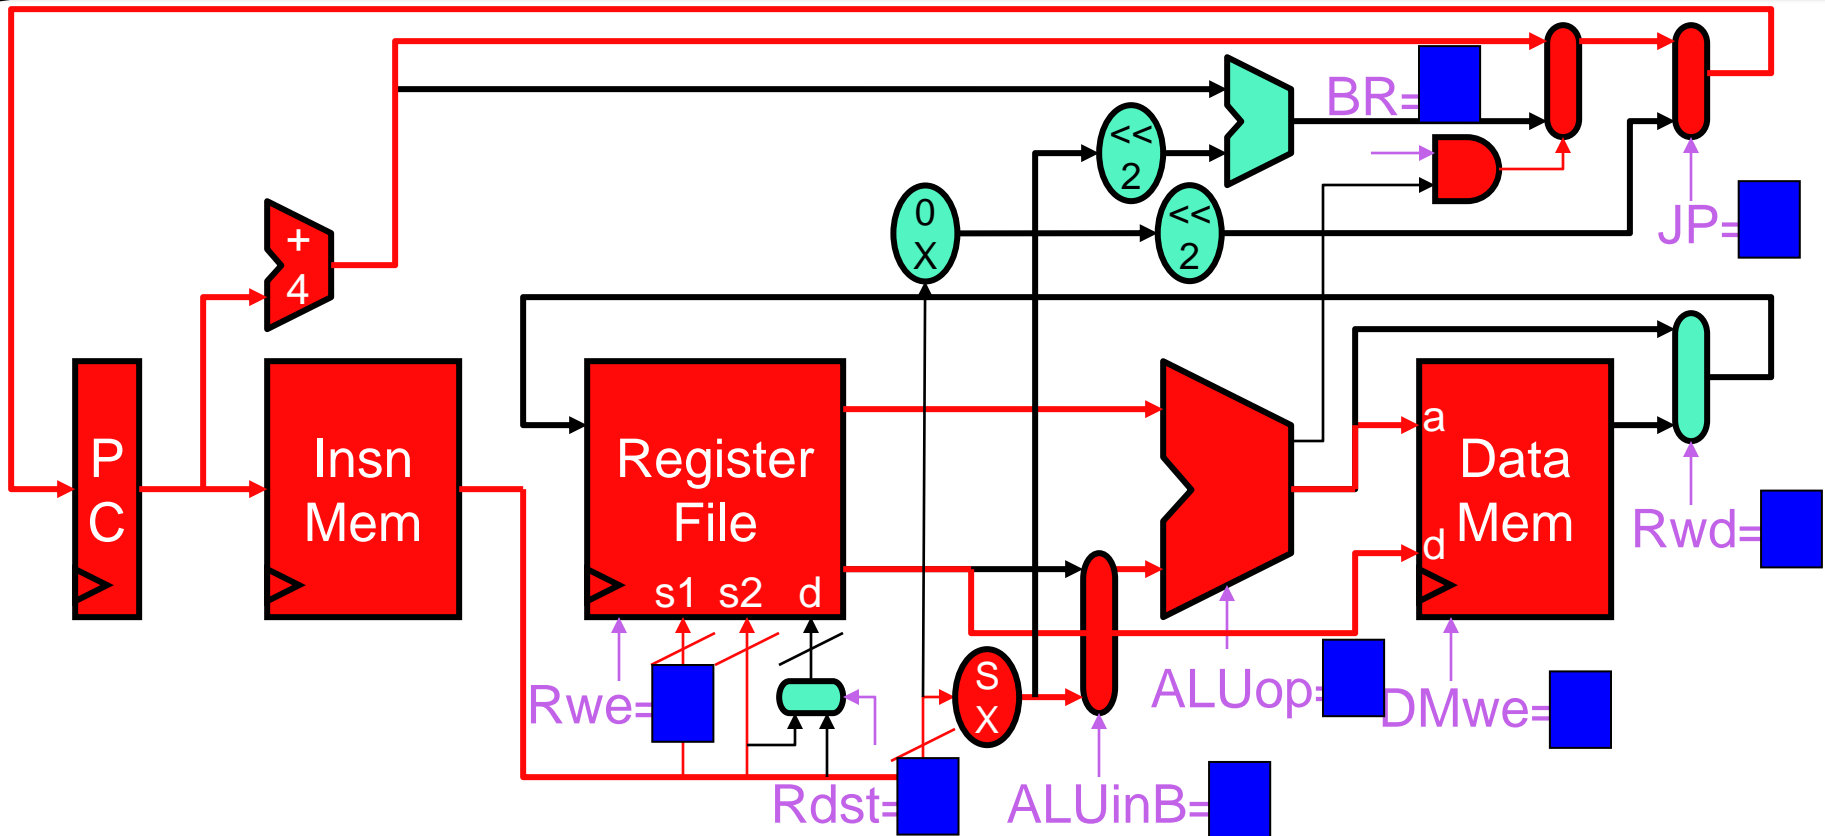 BR=
<<
2
0
X
<<
2
JP=
+
4
P
C
Insn
Mem
Register
File
s1 s2 d
a
Data
Mem
d
Rwd=
S
X
Rwe=
ALUop=
DMwe=
Rdst=
ALUinB=